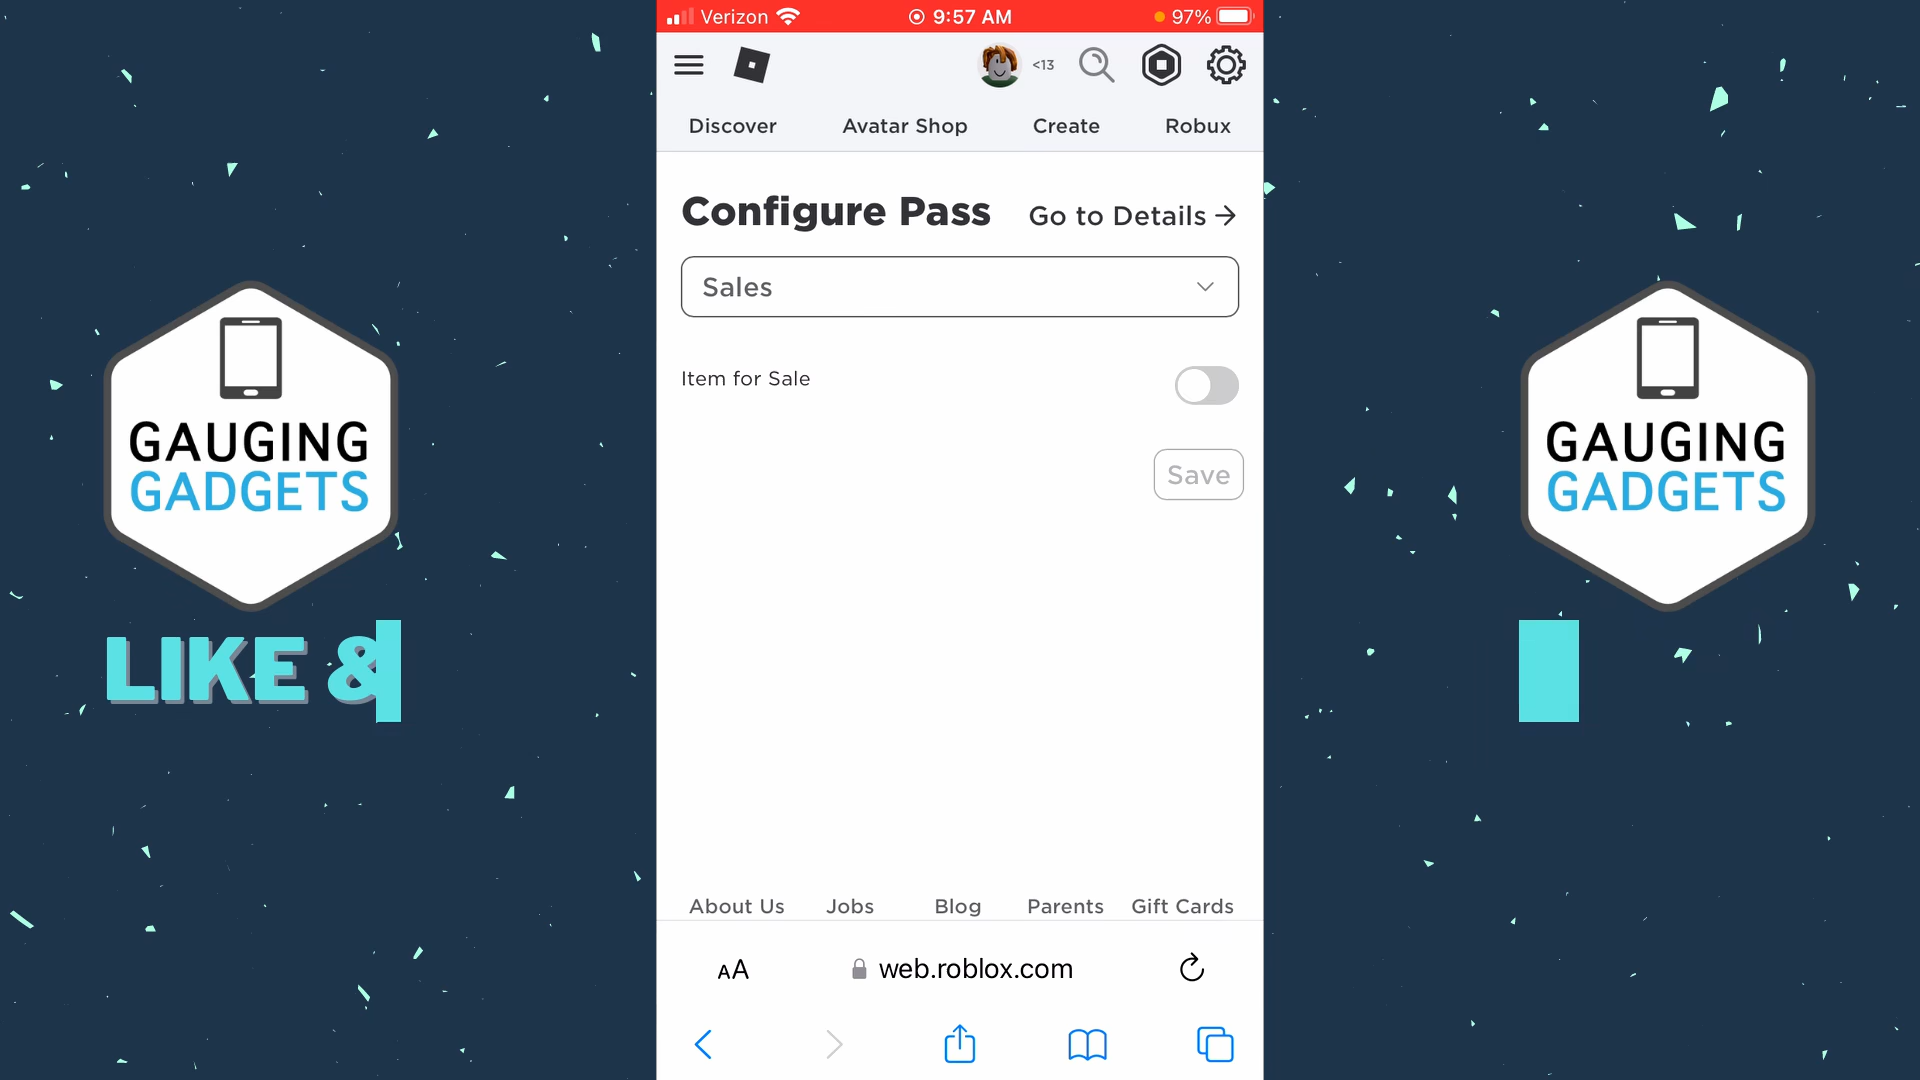 Verizon 9:57 AM 97%
<13
Discover Avatar Shop Create Robux
Configure Pass Go to Details →
Sales
Item for Sale
Save
About Us Jobs Blog Parents Gift Cards
AA web.roblox.com
GAUGING
GADGETS
LIKE &
GAUGING
GADGETS